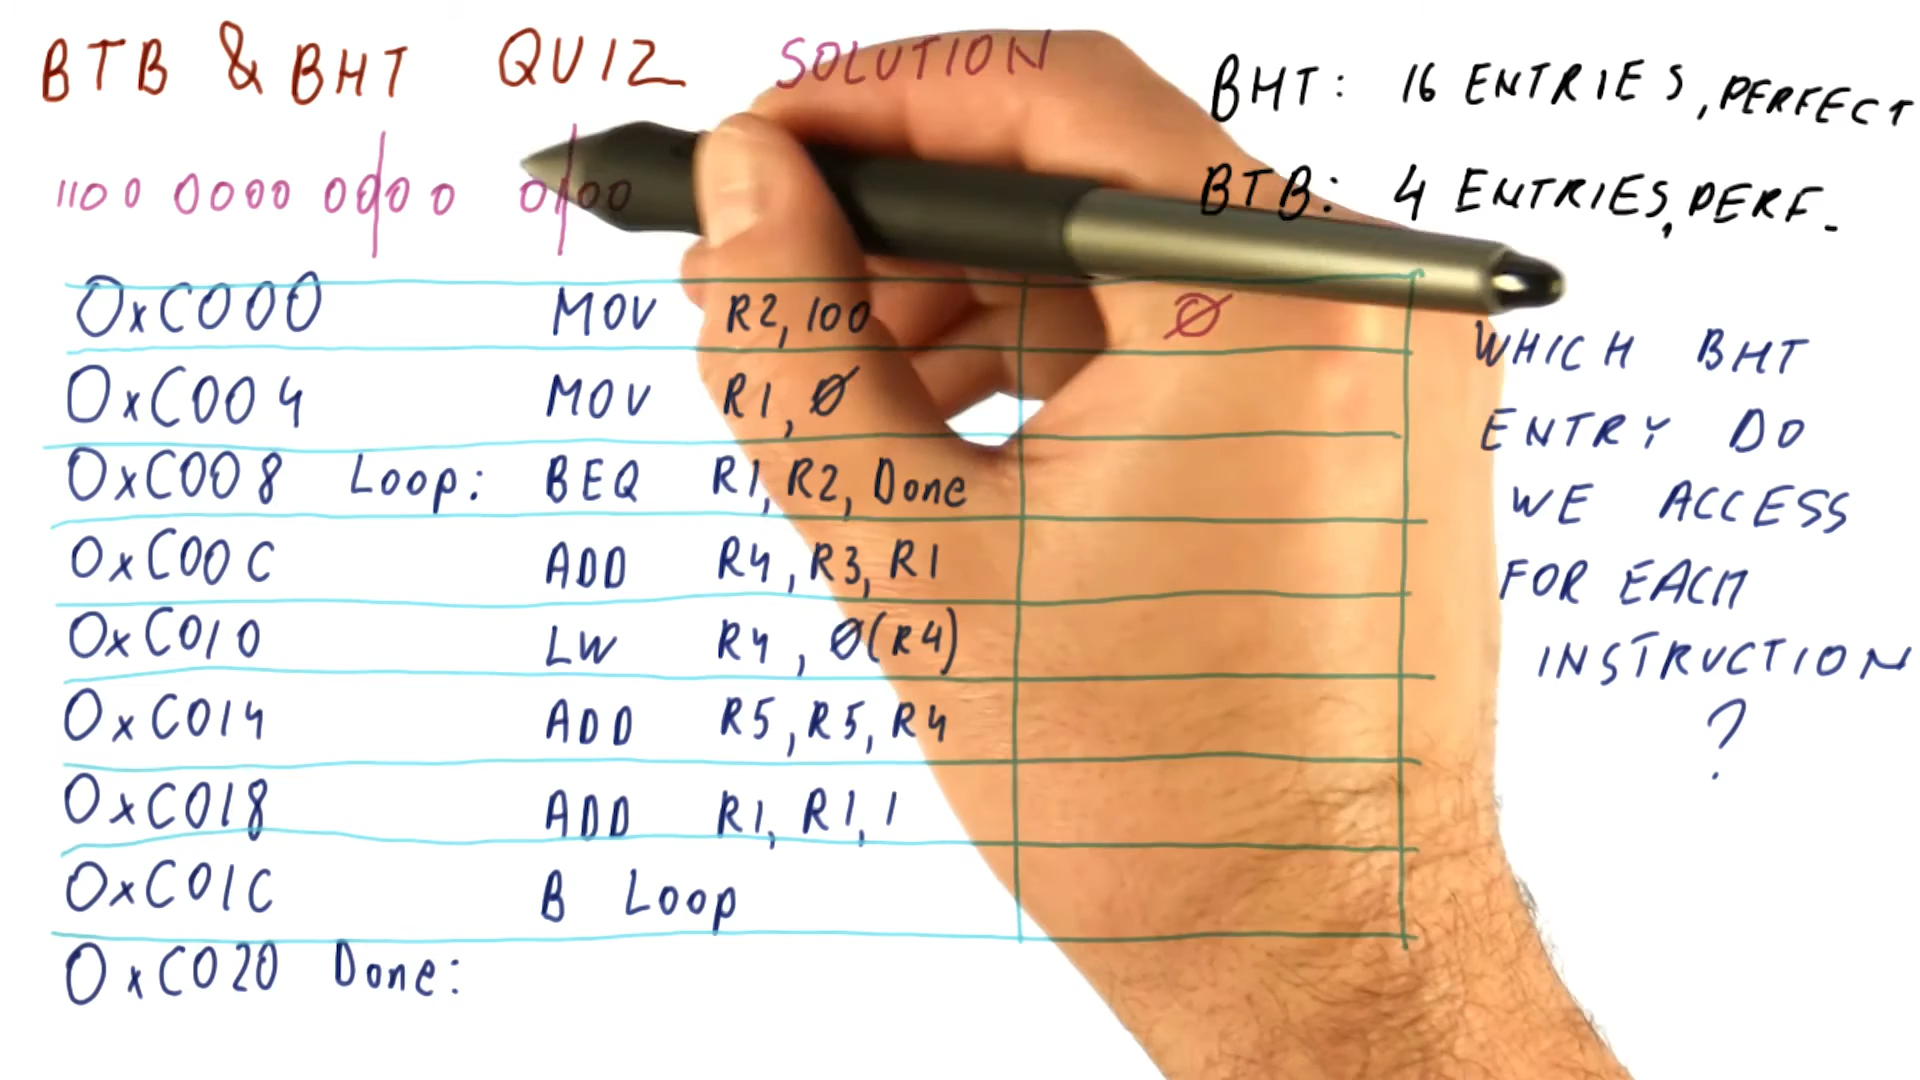 BTB & BHT QUIZ SOLUTION
BHT: 16 ENTRIES, PERFECT
BTB: 4 ENTRIES, PERF.
1100 0000 0000 0000
0xC000 MOV R2, 100 0
0xC004 MOV R1, 0
0xC008 Loop: BEQ R1, R2, Done
0xC00C ADD R4, R3, R1
0xC010 LW R4, 0(R4)
0xC014 ADD R5, R5, R4
0xC018 ADD R1, R1, 1
0xC01C B Loop
0xC020 Done:
WHICH BHT
ENTRY DO
WE ACCESS
FOR EACH
INSTRUCTION
?